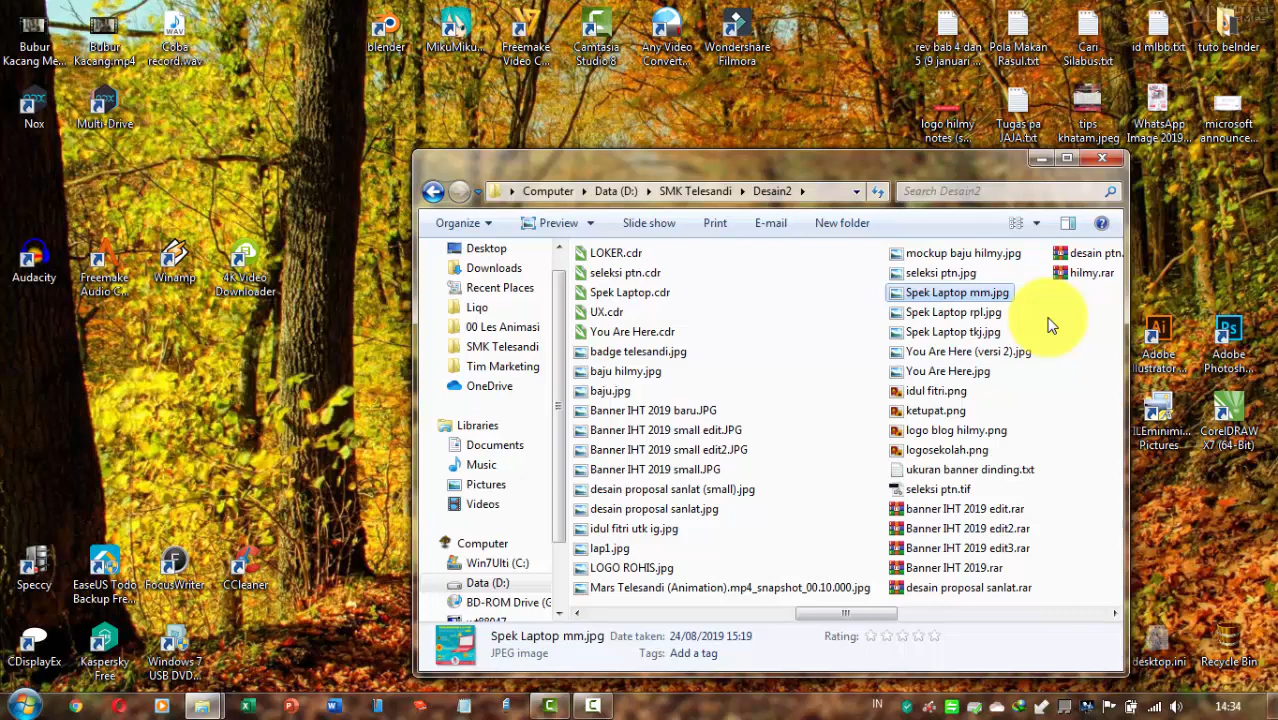 Bubur
Kacang Me...
Bubur
Kacang.mp4
Coba
record.wav
blender
MikuMiku...
Freemake
Video C...
Camtasia
Studio 8
Any Video
Convert...
Wondershare
Filmora
rev bab 4 dan
5 (9 januari ...
Pola Makan
Rasul.txt
Cari
Silabus.txt
id mlbb.txt
tuto belnder
Nox
Multi-Drive
logo hilmy
notes (s...
Tugas pa
JAJA.txt
tips
khatam.jpeg
WhatsApp
Image 2019...
microsoft
announce...
Computer
Data (D:)
SMK Telesandi
Desain2
Search Desain2
Organize
Preview
Slide show
Print
E-mail
New folder
Desktop
Downloads
Recent Places
Liqo
00 Les Animasi
SMK Telesandi
Tim Marketing
OneDrive
Libraries
Documents
Music
Pictures
Videos
Computer
Win7Ulti (C:)
Data (D:)
BD-ROM Drive (G
LOKER.cdr
seleksi ptn.cdr
Spek Laptop.cdr
UX.cdr
You Are Here.cdr
badge telesandi.jpg
baju hilmy.jpg
baju.jpg
Banner IHT 2019 baru.JPG
Banner IHT 2019 small edit.JPG
Banner IHT 2019 small edit2.JPG
Banner IHT 2019 small.JPG
desain proposal sanlat (small).jpg
desain proposal sanlat.jpg
idul fitri utk ig.jpg
lap1.jpg
LOGO ROHIS.jpg
Mars Telesandi (Animation).mp4_snapshot_00.10.000.jpg
mockup baju hilmy.jpg
seleksi ptn.jpg
Spek Laptop mm.jpg
Spek Laptop rpl.jpg
Spek Laptop tkj.jpg
You Are Here (versi 2).jpg
You Are Here.jpg
idul fitri.png
ketupat.png
logo blog hilmy.png
logosekolah.png
ukuran banner dinding.txt
seleksi ptn.tif
banner IHT 2019 edit.rar
Banner IHT 2019 edit2.rar
Banner IHT 2019 edit3.rar
Banner IHT 2019.rar
desain proposal sanlat.rar
desain ptn.
hilmy.rar
Spek Laptop mm.jpg
JPEG image
Date taken: 24/08/2019 15:19
Tags: Add a tag
Rating:
Audacity
Freemake
Audio C...
Winamp
4K Video
Downloader
Ai
Ps
Adobe
Illustrator ...
Adobe
Photosh...
Pictures
CorelDRAW
X7 (64-Bit)
Speccy
EaseUS Todo
Backup Fre...
FocusWriter
CCleaner
CDisplayEx
Kaspersky
Free
Windows 7
USB DVD...
desktop.ini
Recycle Bin
IN
14:34